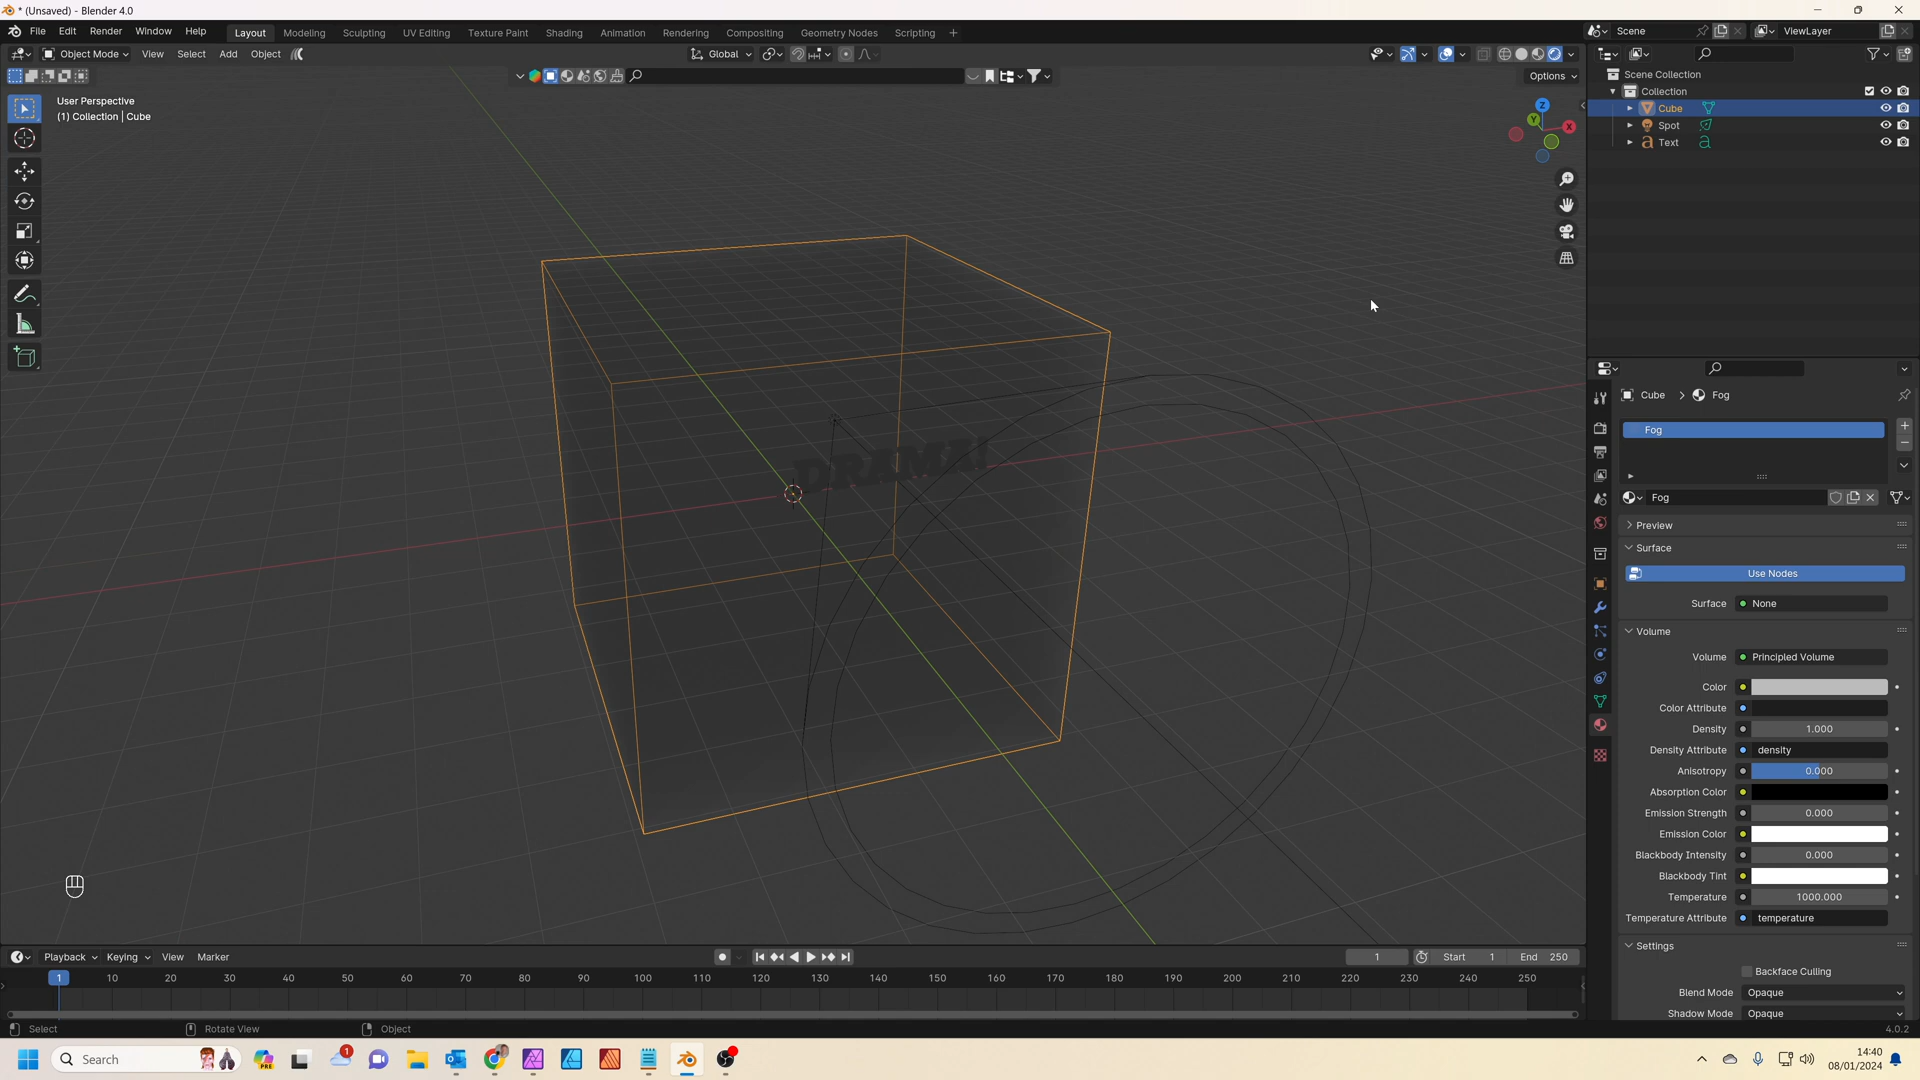 * (Unsaved) - Blender 4.0
File Edit Render Window Help Layout Modeling Sculpting UV Editing Texture Paint Shading Animation Rendering Compositing Geometry Nodes Scripting + Scene ViewLayer
Object Mode View Select Add Object Global
Options
User Perspective
(1) Collection | Cube
Z
Y
X
DRAMA!
Scene Collection
Collection
Cube
Spot
Text
Cube > Fog
Fog
Fog
Preview
Surface
Use Nodes
Surface None
Volume
Volume Principled Volume
Color
Color Attribute
Density 1.000
Density Attribute density
Anisotropy 0.000
Absorption Color
Emission Strength 0.000
Emission Color
Blackbody Intensity 0.000
Blackbody Tint
Temperature 1000.000
Temperature Attribute temperature
Settings
Backface Culling
Blend Mode Opaque
Shadow Mode Opaque
Playback Keying View Marker 1 Start 1 End 250
1 10 20 30 40 50 60 70 80 90 100 110 120 130 140 150 160 170 180 190 200 210 220 230 240 250
Select Rotate View Object 4.0.2
Search PRE 1 14:40
08/01/2024